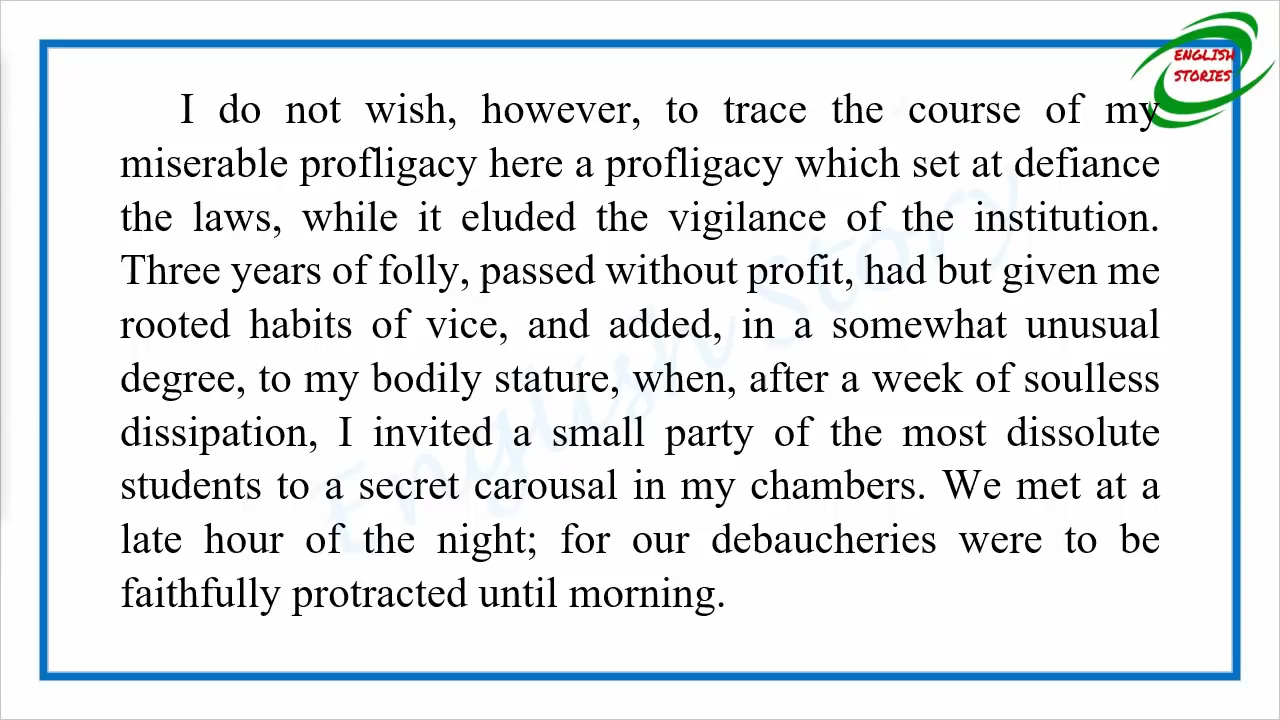 ENGLISH
STORIES
I do not wish, however, to trace the course of my
miserable profligacy here a profligacy which set at defiance
the laws, while it eluded the vigilance of the institution.
Three years of folly, passed without profit, had but given me
rooted habits of vice, and added, in a somewhat unusual
degree, to my bodily stature, when, after a week of soulless
dissipation, I invited a small party of the most dissolute
students to a secret carousal in my chambers. We met at a
late hour of the night; for our debaucheries were to be
faithfully protracted until morning.
English Story